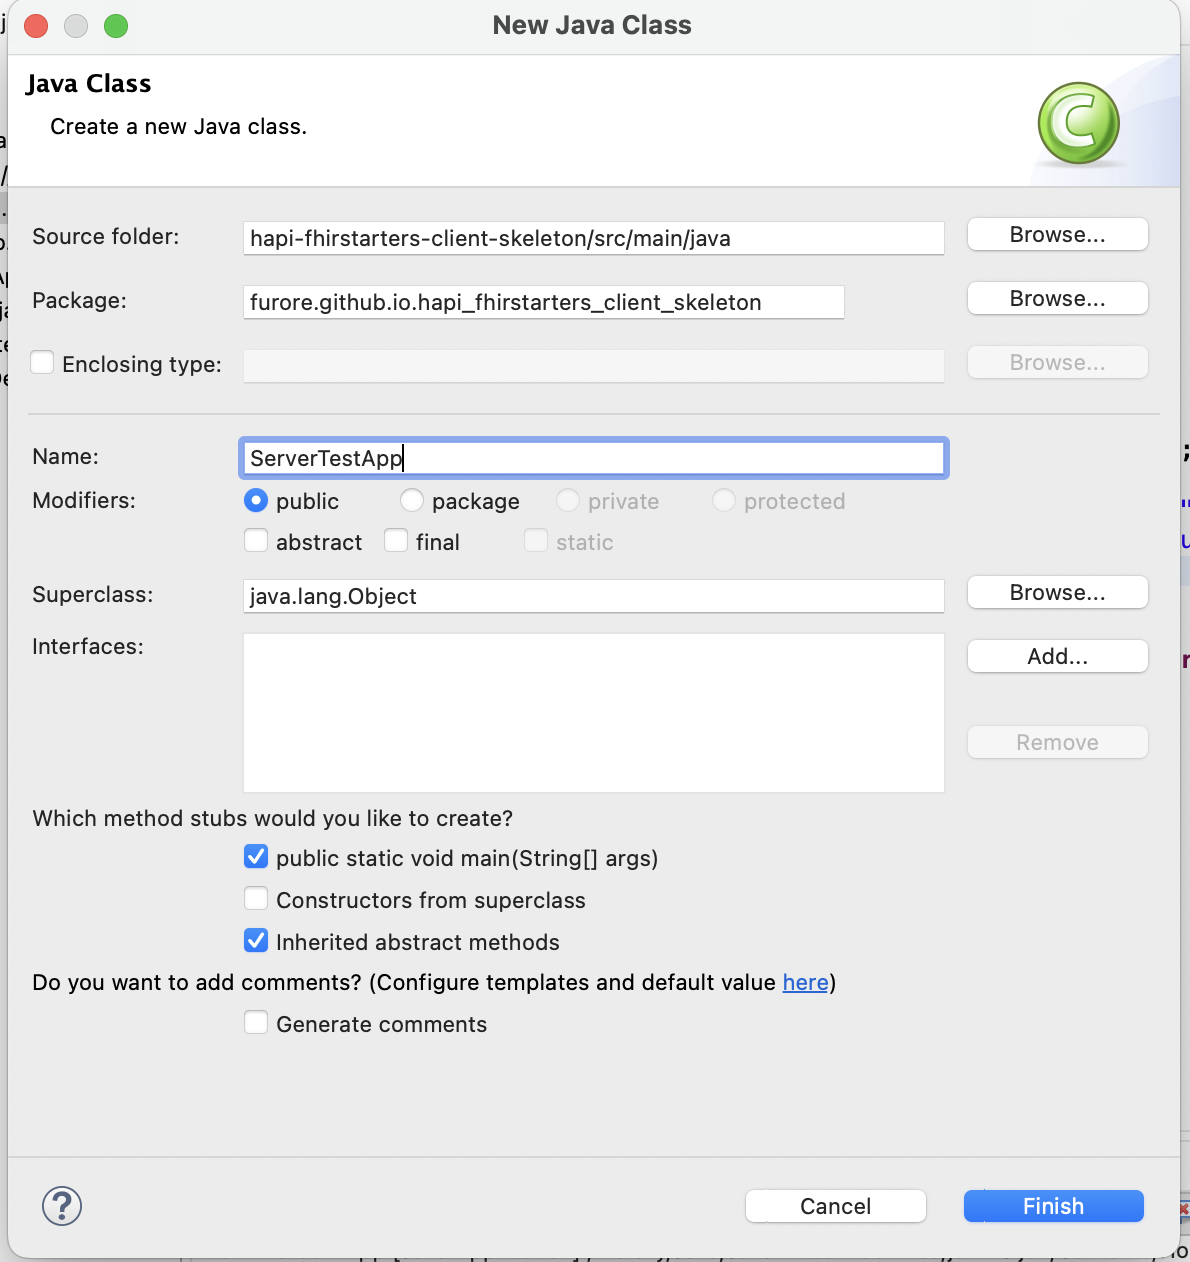 New Java Class
Java Class
Create a new Java class.
Source folder: hapi-fhirstarters-client-skeleton/src/main/java Browse...
Package: furore.github.io.hapi_fhirstarters_client_skeleton Browse...
Enclosing type: Browse...
Name: ServerTestApp
Modifiers: public package private protected
abstract final static
Superclass: java.lang.Object Browse...
Interfaces: Add...
Remove
Which method stubs would you like to create?
public static void main(String[] args)
Constructors from superclass
Inherited abstract methods
Do you want to add comments? (Configure templates and default value here)
Generate comments
? Cancel Finish